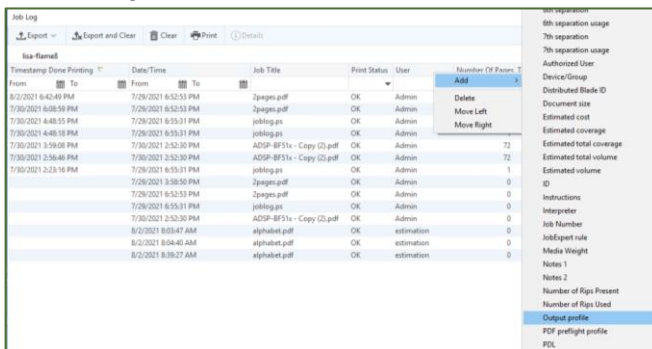 Job Log
Export Export and Clear Clear Print Details
lisa-flame8
Timestamp Done Printing Date/Time Job Title Print Status User Number Of Pages T
From To From To
8/2/2021 6:42:49 PM 7/29/2021 6:52:53 PM 2pages.pdf OK Admin
7/30/2021 6:08:59 PM 7/29/2021 6:52:53 PM 2pages.pdf OK Admin
7/30/2021 4:48:55 PM 7/29/2021 6:55:31 PM joblog.ps OK Admin
7/30/2021 4:48:18 PM 7/29/2021 6:55:31 PM joblog.ps OK Admin
7/30/2021 3:59:08 PM 7/30/2021 2:52:30 PM ADSP-BF51x - Copy (2).pdf OK Admin 72
7/30/2021 2:56:46 PM 7/30/2021 2:52:30 PM ADSP-BF51x - Copy (2).pdf OK Admin 72
7/30/2021 2:23:16 PM 7/29/2021 6:55:31 PM joblog.ps OK Admin 1
7/29/2021 3:58:50 PM 2pages.pdf OK Admin 0
7/29/2021 6:52:53 PM 2pages.pdf OK Admin 0
7/29/2021 6:55:31 PM joblog.ps OK Admin 0
7/30/2021 2:52:30 PM ADSP-BF51x - Copy (2).pdf OK Admin 0
8/2/2021 8:03:47 AM alphabet.pdf OK estimation 0
8/2/2021 8:04:40 AM alphabet.pdf OK estimation 0
8/2/2021 8:39:27 AM alphabet.pdf OK estimation 0
Add
Delete
Move Left
Move Right
6th separation
6th separation usage
7th separation
7th separation usage
Authorized User
Device/Group
Distributed Blade ID
Document size
Estimated cost
Estimated coverage
Estimated total coverage
Estimated total volume
Estimated volume
ID
Instructions
Interpreter
Job Number
JobExpert rule
Media Weight
Notes 1
Notes 2
Number of Rips Present
Number of Rips Used
Output profile
PDF preflight profile
PDL